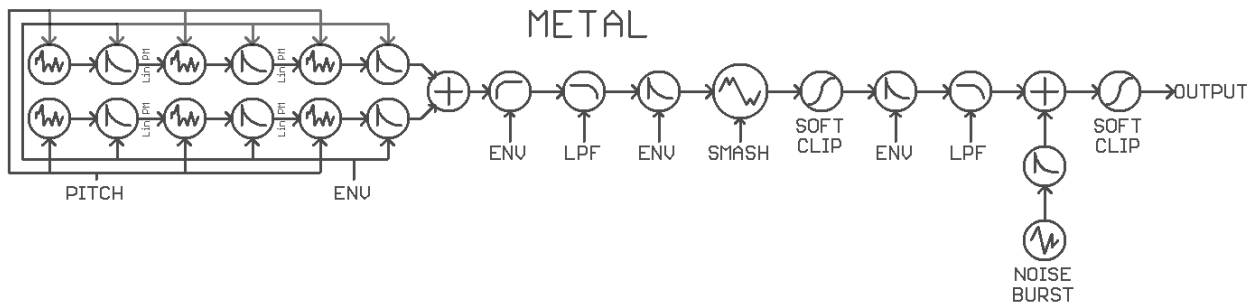 METAL
Lin PM
Lin PM
Lin PM
Lin PM
OUTPUT
ENV
LPF
ENV
SMASH
SOFT
CLIP
ENV
LPF
SOFT
CLIP
PITCH
ENV
NOISE
BURST